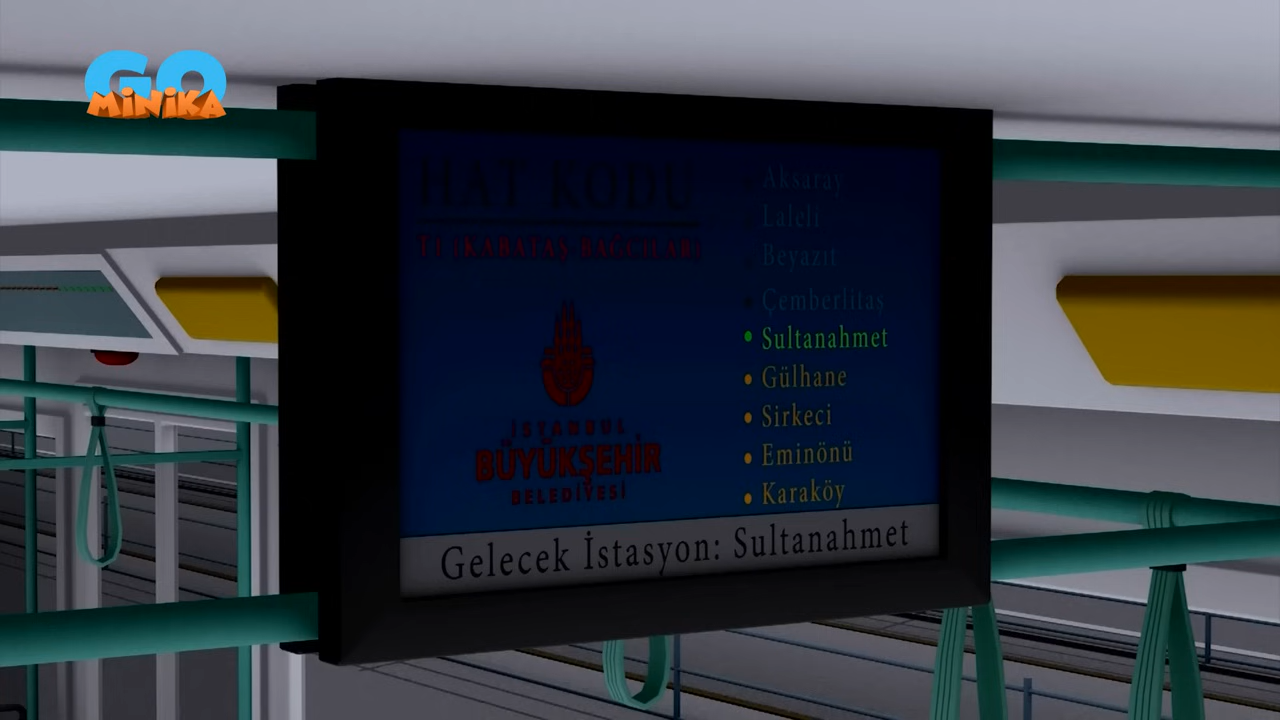 GO
MİNİKA
HAT KODU
T1 (KABATAŞ-BAĞCILAR)
Aksaray
Laleli
Beyazıt
Çemberlitaş
Sultanahmet
Gülhane
Sirkeci
Eminönü
Karaköy
İSTANBUL
BÜYÜKŞEHİR
BELEDİYESİ
Gelecek İstasyon: Sultanahmet